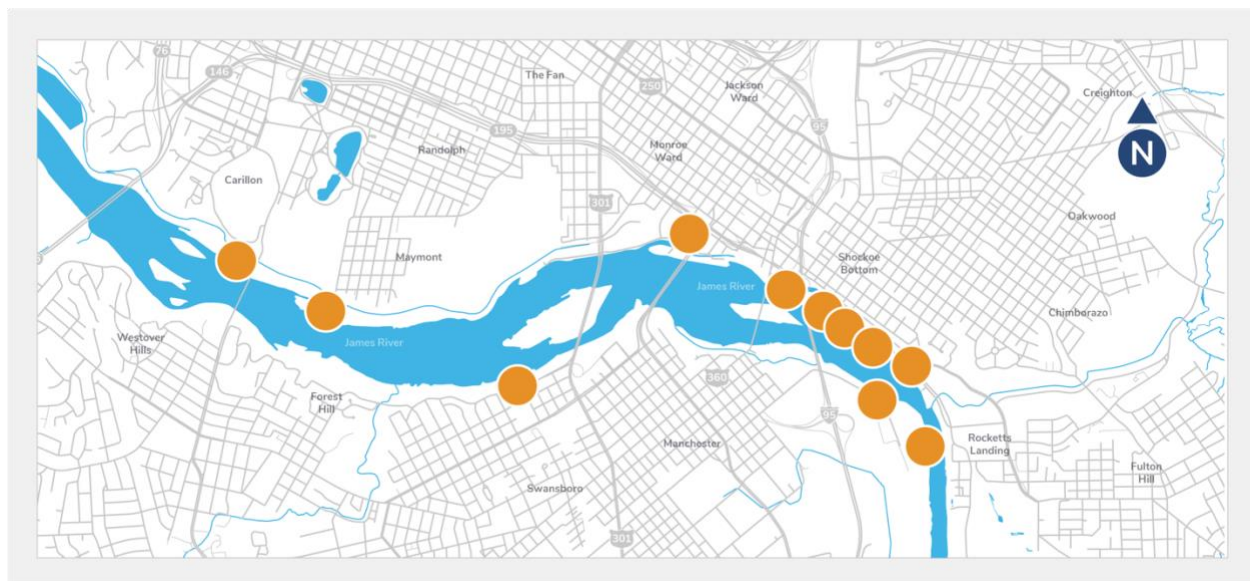 76
146
The Fan
250
Jackson
Ward
Creighton
195
95
Randolph
Monroe
Ward
N
Carillon
301
Oakwood
Maymont
Shockoe
Bottom
James River
Chimborazo
Westover
Hills
James River
360
Forest
Hill
95
Manchester
Rocketts
Landing
Fulton
Hill
Swansboro
301